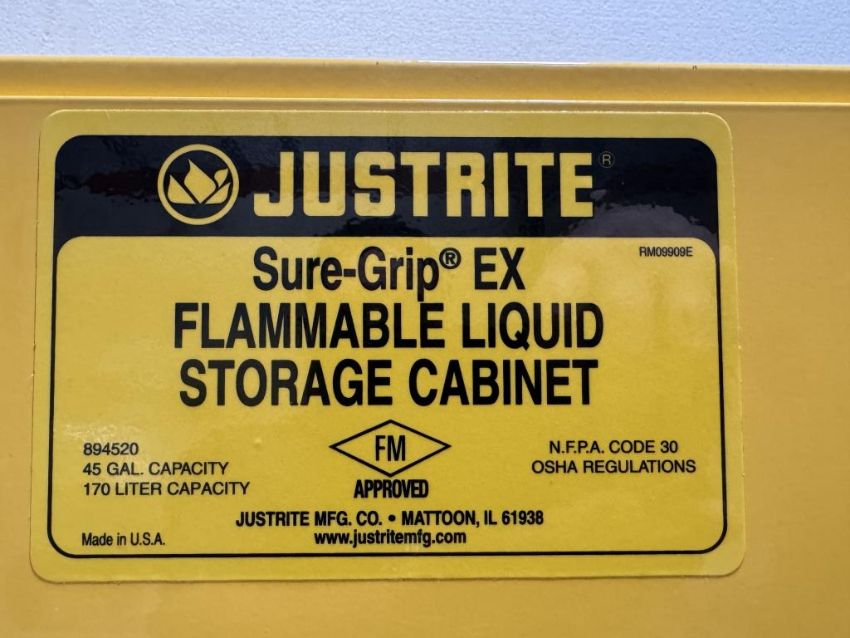 JUSTRITE®
Sure-Grip® EX
RM09909E
FLAMMABLE LIQUID
STORAGE CABINET
894520
45 GAL. CAPACITY
170 LITER CAPACITY
FM
APPROVED
N.F.P.A. CODE 30
OSHA REGULATIONS
JUSTRITE MFG. CO. • MATTOON, IL 61938
www.justritemfg.com
Made in U.S.A.